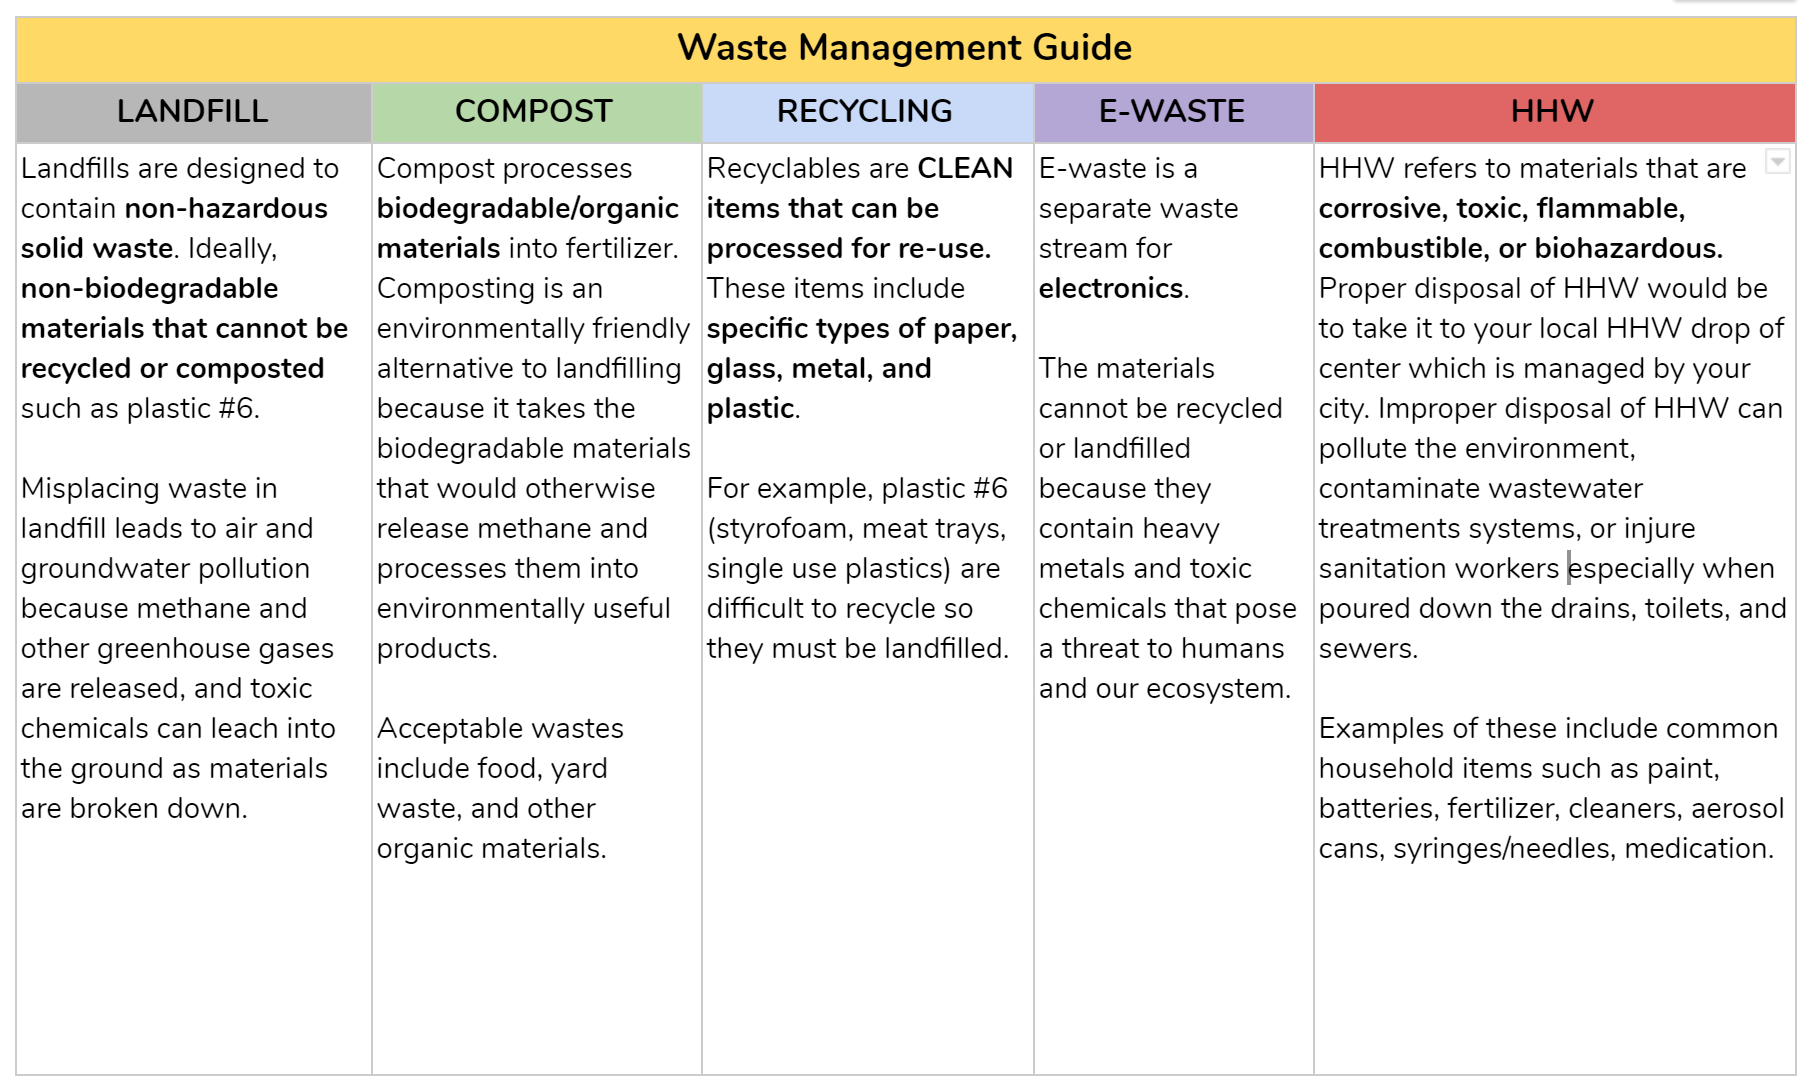 Waste Management Guide
LANDFILL
COMPOST
RECYCLING
E-WASTE
HHW
Landfills are designed to
contain non-hazardous
solid waste. Ideally,
non-biodegradable
materials that cannot be
recycled or composted
such as plastic #6.
Misplacing waste in
landfill leads to air and
groundwater pollution
because methane and
other greenhouse gases
are released, and toxic
chemicals can leach into
the ground as materials
are broken down.
Compost processes
biodegradable/organic
materials into fertilizer.
Composting is an
environmentally friendly
alternative to landfilling
because it takes the
biodegradable materials
that would otherwise
release methane and
processes them into
environmentally useful
products.
Acceptable wastes
include food, yard
waste, and other
organic materials.
Recyclables are CLEAN
items that can be
processed for re-use.
These items include
specific types of paper,
glass, metal, and
plastic.
For example, plastic #6
(styrofoam, meat trays,
single use plastics) are
difficult to recycle so
they must be landfilled.
E-waste is a
separate waste
stream for
electronics.
The materials
cannot be recycled
or landfilled
because they
contain heavy
metals and toxic
chemicals that pose
a threat to humans
and our ecosystem.
HHW refers to materials that are
corrosive, toxic, flammable,
combustible, or biohazardous.
Proper disposal of HHW would be
to take it to your local HHW drop of
center which is managed by your
city. Improper disposal of HHW can
pollute the environment,
contaminate wastewater
treatments systems, or injure
sanitation workers especially when
poured down the drains, toilets, and
sewers.
Examples of these include common
household items such as paint,
batteries, fertilizer, cleaners, aerosol
cans, syringes/needles, medication.